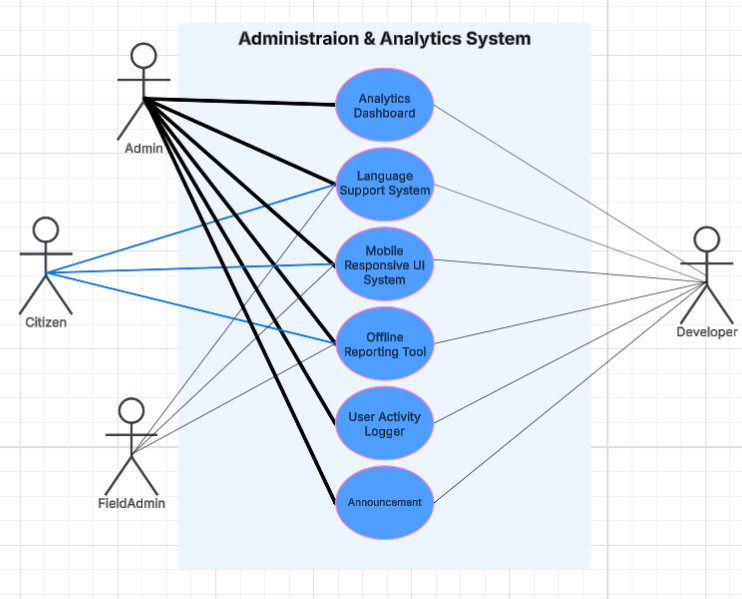 Administraion & Analytics System
Admin
Analytics
Dashboard
Language
Support System
Citizen
Mobile
Responsive UI
System
Developer
Offline
Reporting Tool
User Activity
Logger
FieldAdmin
Announcement